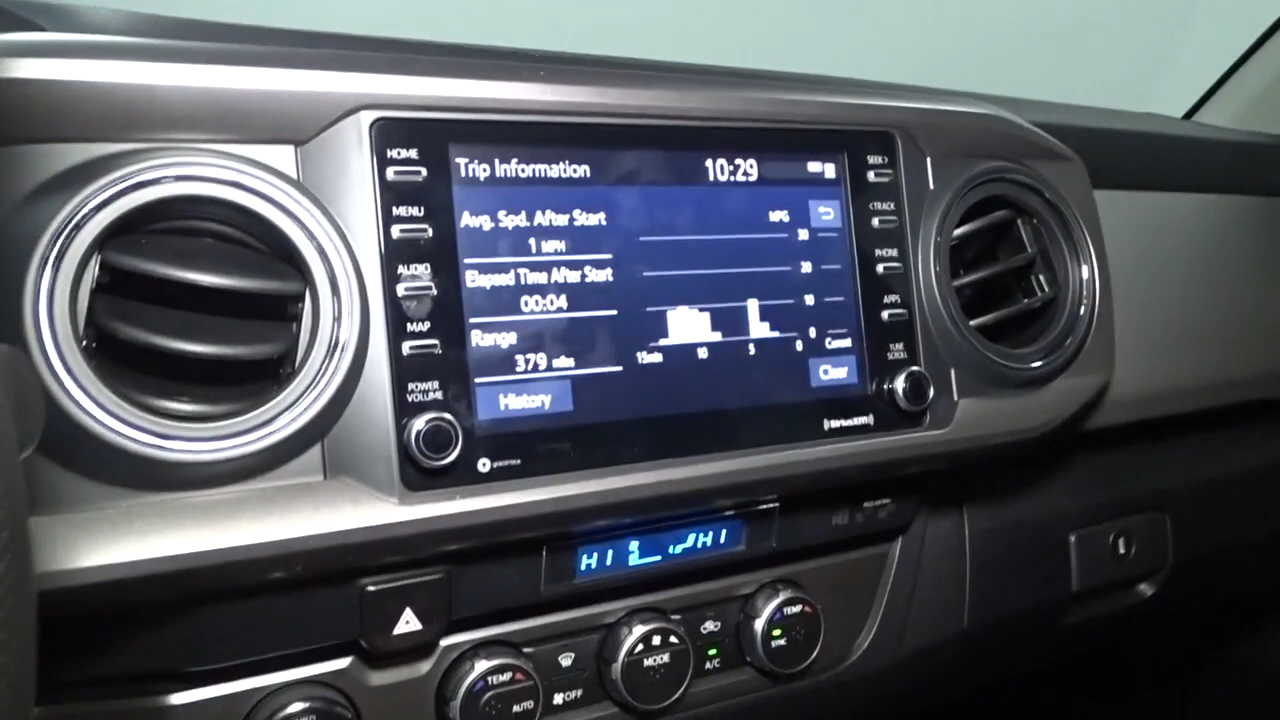 HOME
MENU
AUDIO
MAP
POWER
VOLUME
Trip Information
10:29
Avg. Spd. After Start
1 MPH
Elapsed Time After Start
00:04
Range
379 miles
History
MPG
30
20
10
0
15min 10 5 0
Current
Clear
SEEK >
< TRACK
PHONE
APPS
TUNE
SCROLL
gracenote
((siriusxm))
HI HI
TEMP
AUTO
OFF
MODE
A/C
TEMP
SYNC